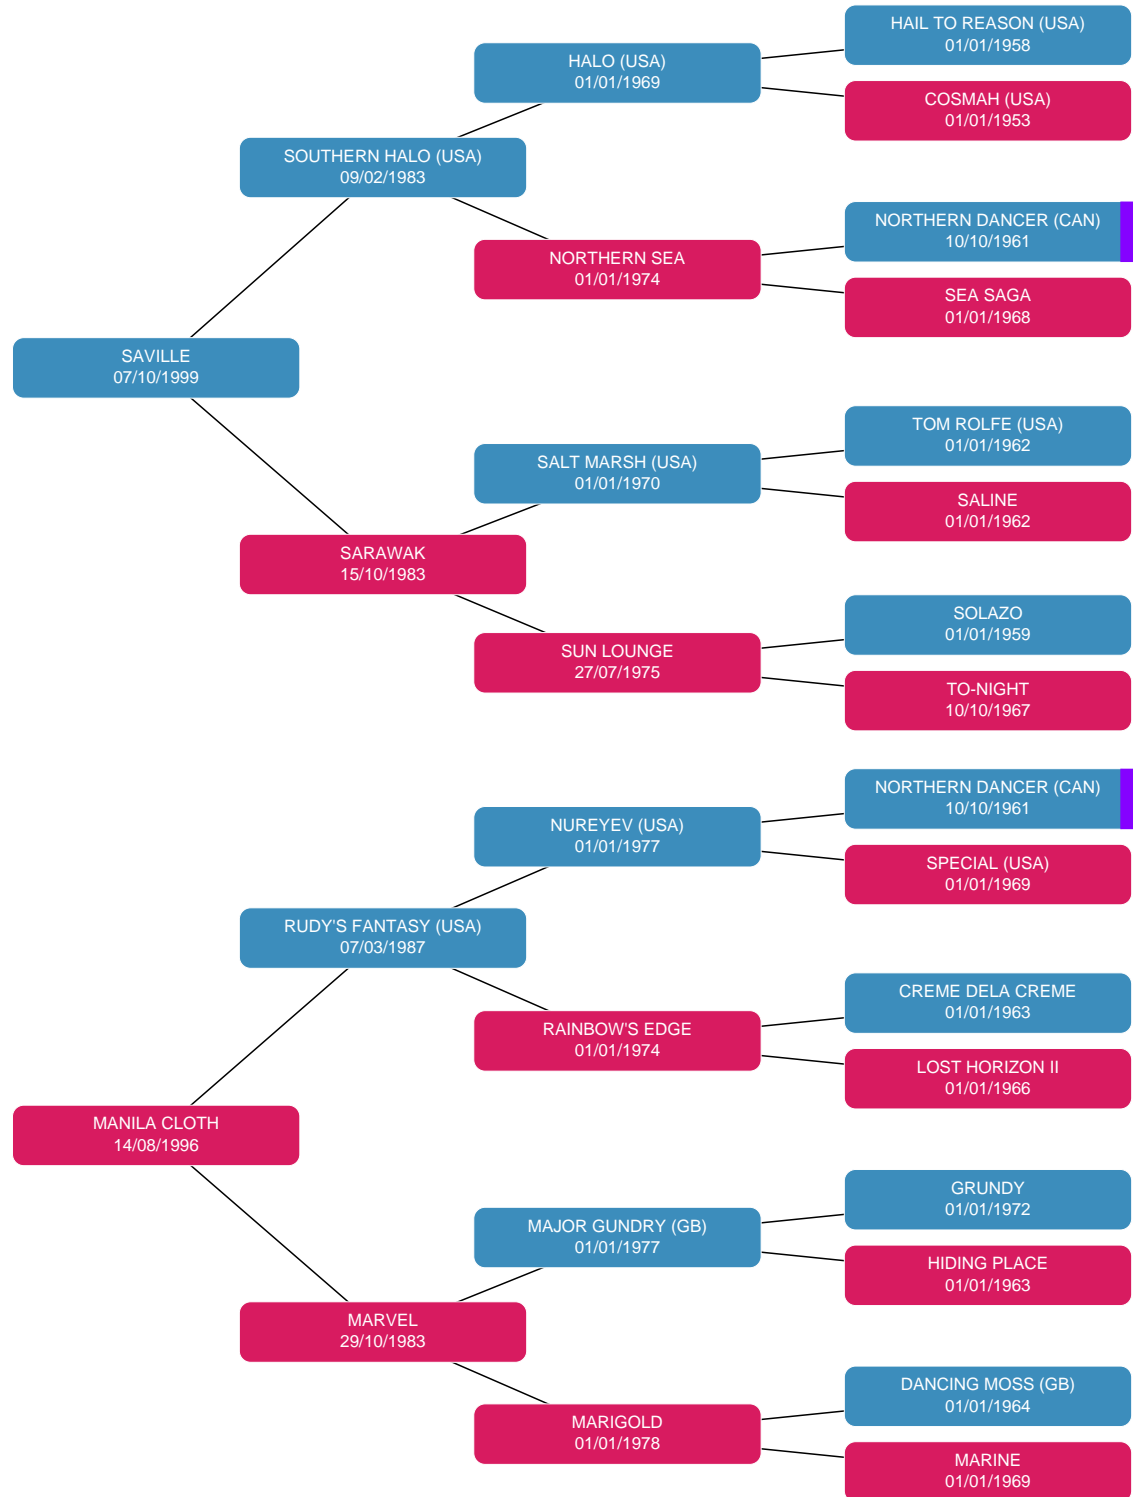 HAIL TO REASON (USA)
01/01/1958
HALO (USA)
01/01/1969
COSMAH (USA)
01/01/1953
SOUTHERN HALO (USA)
09/02/1983
NORTHERN DANCER (CAN)
10/10/1961
NORTHERN SEA
01/01/1974
SEA SAGA
01/01/1968
SAVILLE
07/10/1999
TOM ROLFE (USA)
01/01/1962
SALT MARSH (USA)
01/01/1970
SALINE
01/01/1962
SARAWAK
15/10/1983
SOLAZO
01/01/1959
SUN LOUNGE
27/07/1975
TO-NIGHT
10/10/1967
NORTHERN DANCER (CAN)
10/10/1961
NUREYEV (USA)
01/01/1977
SPECIAL (USA)
01/01/1969
RUDY'S FANTASY (USA)
07/03/1987
CREME DELA CREME
01/01/1963
RAINBOW'S EDGE
01/01/1974
LOST HORIZON II
01/01/1966
MANILA CLOTH
14/08/1996
GRUNDY
01/01/1972
MAJOR GUNDRY (GB)
01/01/1977
HIDING PLACE
01/01/1963
MARVEL
29/10/1983
DANCING MOSS (GB)
01/01/1964
MARIGOLD
01/01/1978
MARINE
01/01/1969